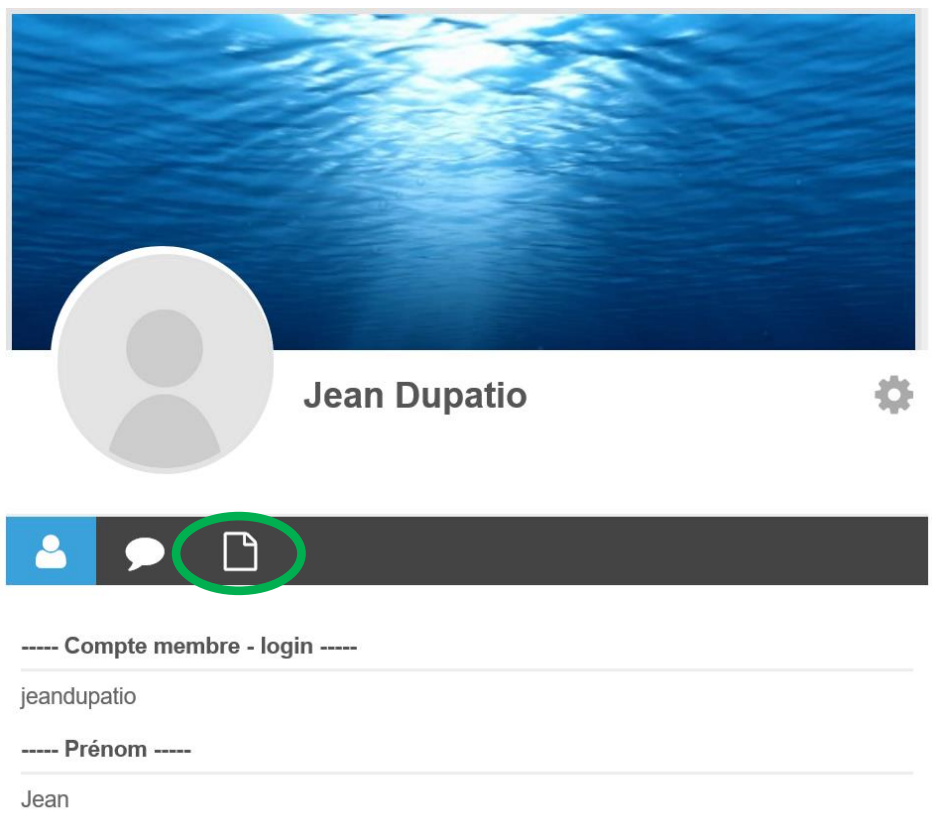 Jean Dupatio
----- Compte membre - login -----
jeandupatio
----- Prénom -----
Jean